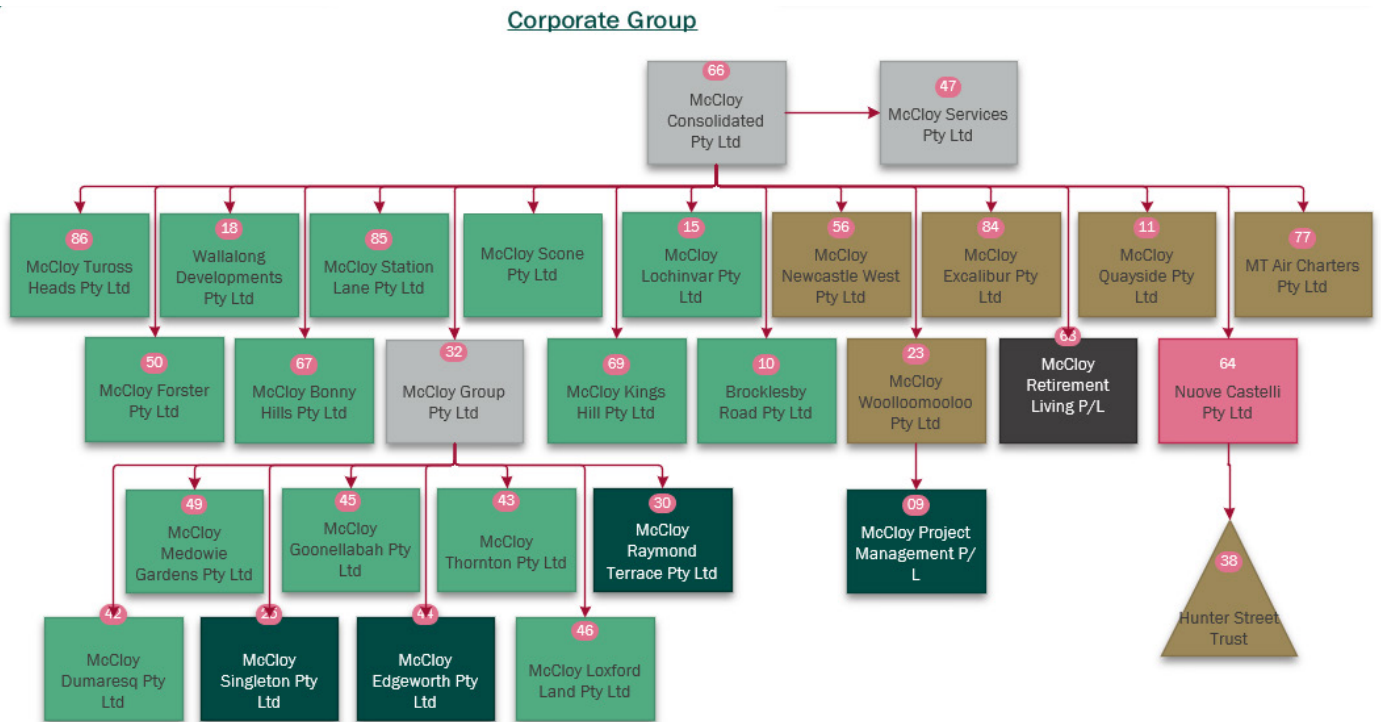 Corporate Group
66
McCloy
Consolidated
Pty Ltd
47
McCloy Services
Pty Ltd
86
McCloy Tuross
Heads Pty Ltd
18
Wallalong
Developments
Pty Ltd
85
McCloy Station
Lane Pty Ltd
McCloy Scone
Pty Ltd
15
McCloy
Lochinvar Pty
Ltd
56
McCloy
Newcastle West
Pty Ltd
84
McCloy
Excalibur Pty
Ltd
11
McCloy
Quayside Pty
Ltd
77
MT Air Charters
Pty Ltd
50
McCloy Forster
Pty Ltd
67
McCloy Bonny
Hills Pty Ltd
32
McCloy Group
Pty Ltd
69
McCloy Kings
Hill Pty Ltd
10
Brocklesby
Road Pty Ltd
23
McCloy
Woolloomooloo
Pty Ltd
63
McCloy
Retirement
Living P/L
64
Nuove Castelli
Pty Ltd
49
McCloy
Medowie
Gardens Pty Ltd
45
McCloy
Goonellabah Pty
Ltd
43
McCloy
Thornton Pty Ltd
30
McCloy
Raymond
Terrace Pty Ltd
09
McCloy Project
Management P/
L
38
Hunter Street
Trust
42
McCloy
Dumaresq Pty
Ltd
McCloy
Singleton Pty
Ltd
44
McCloy
Edgeworth Pty
Ltd
46
McCloy Loxford
Land Pty Ltd